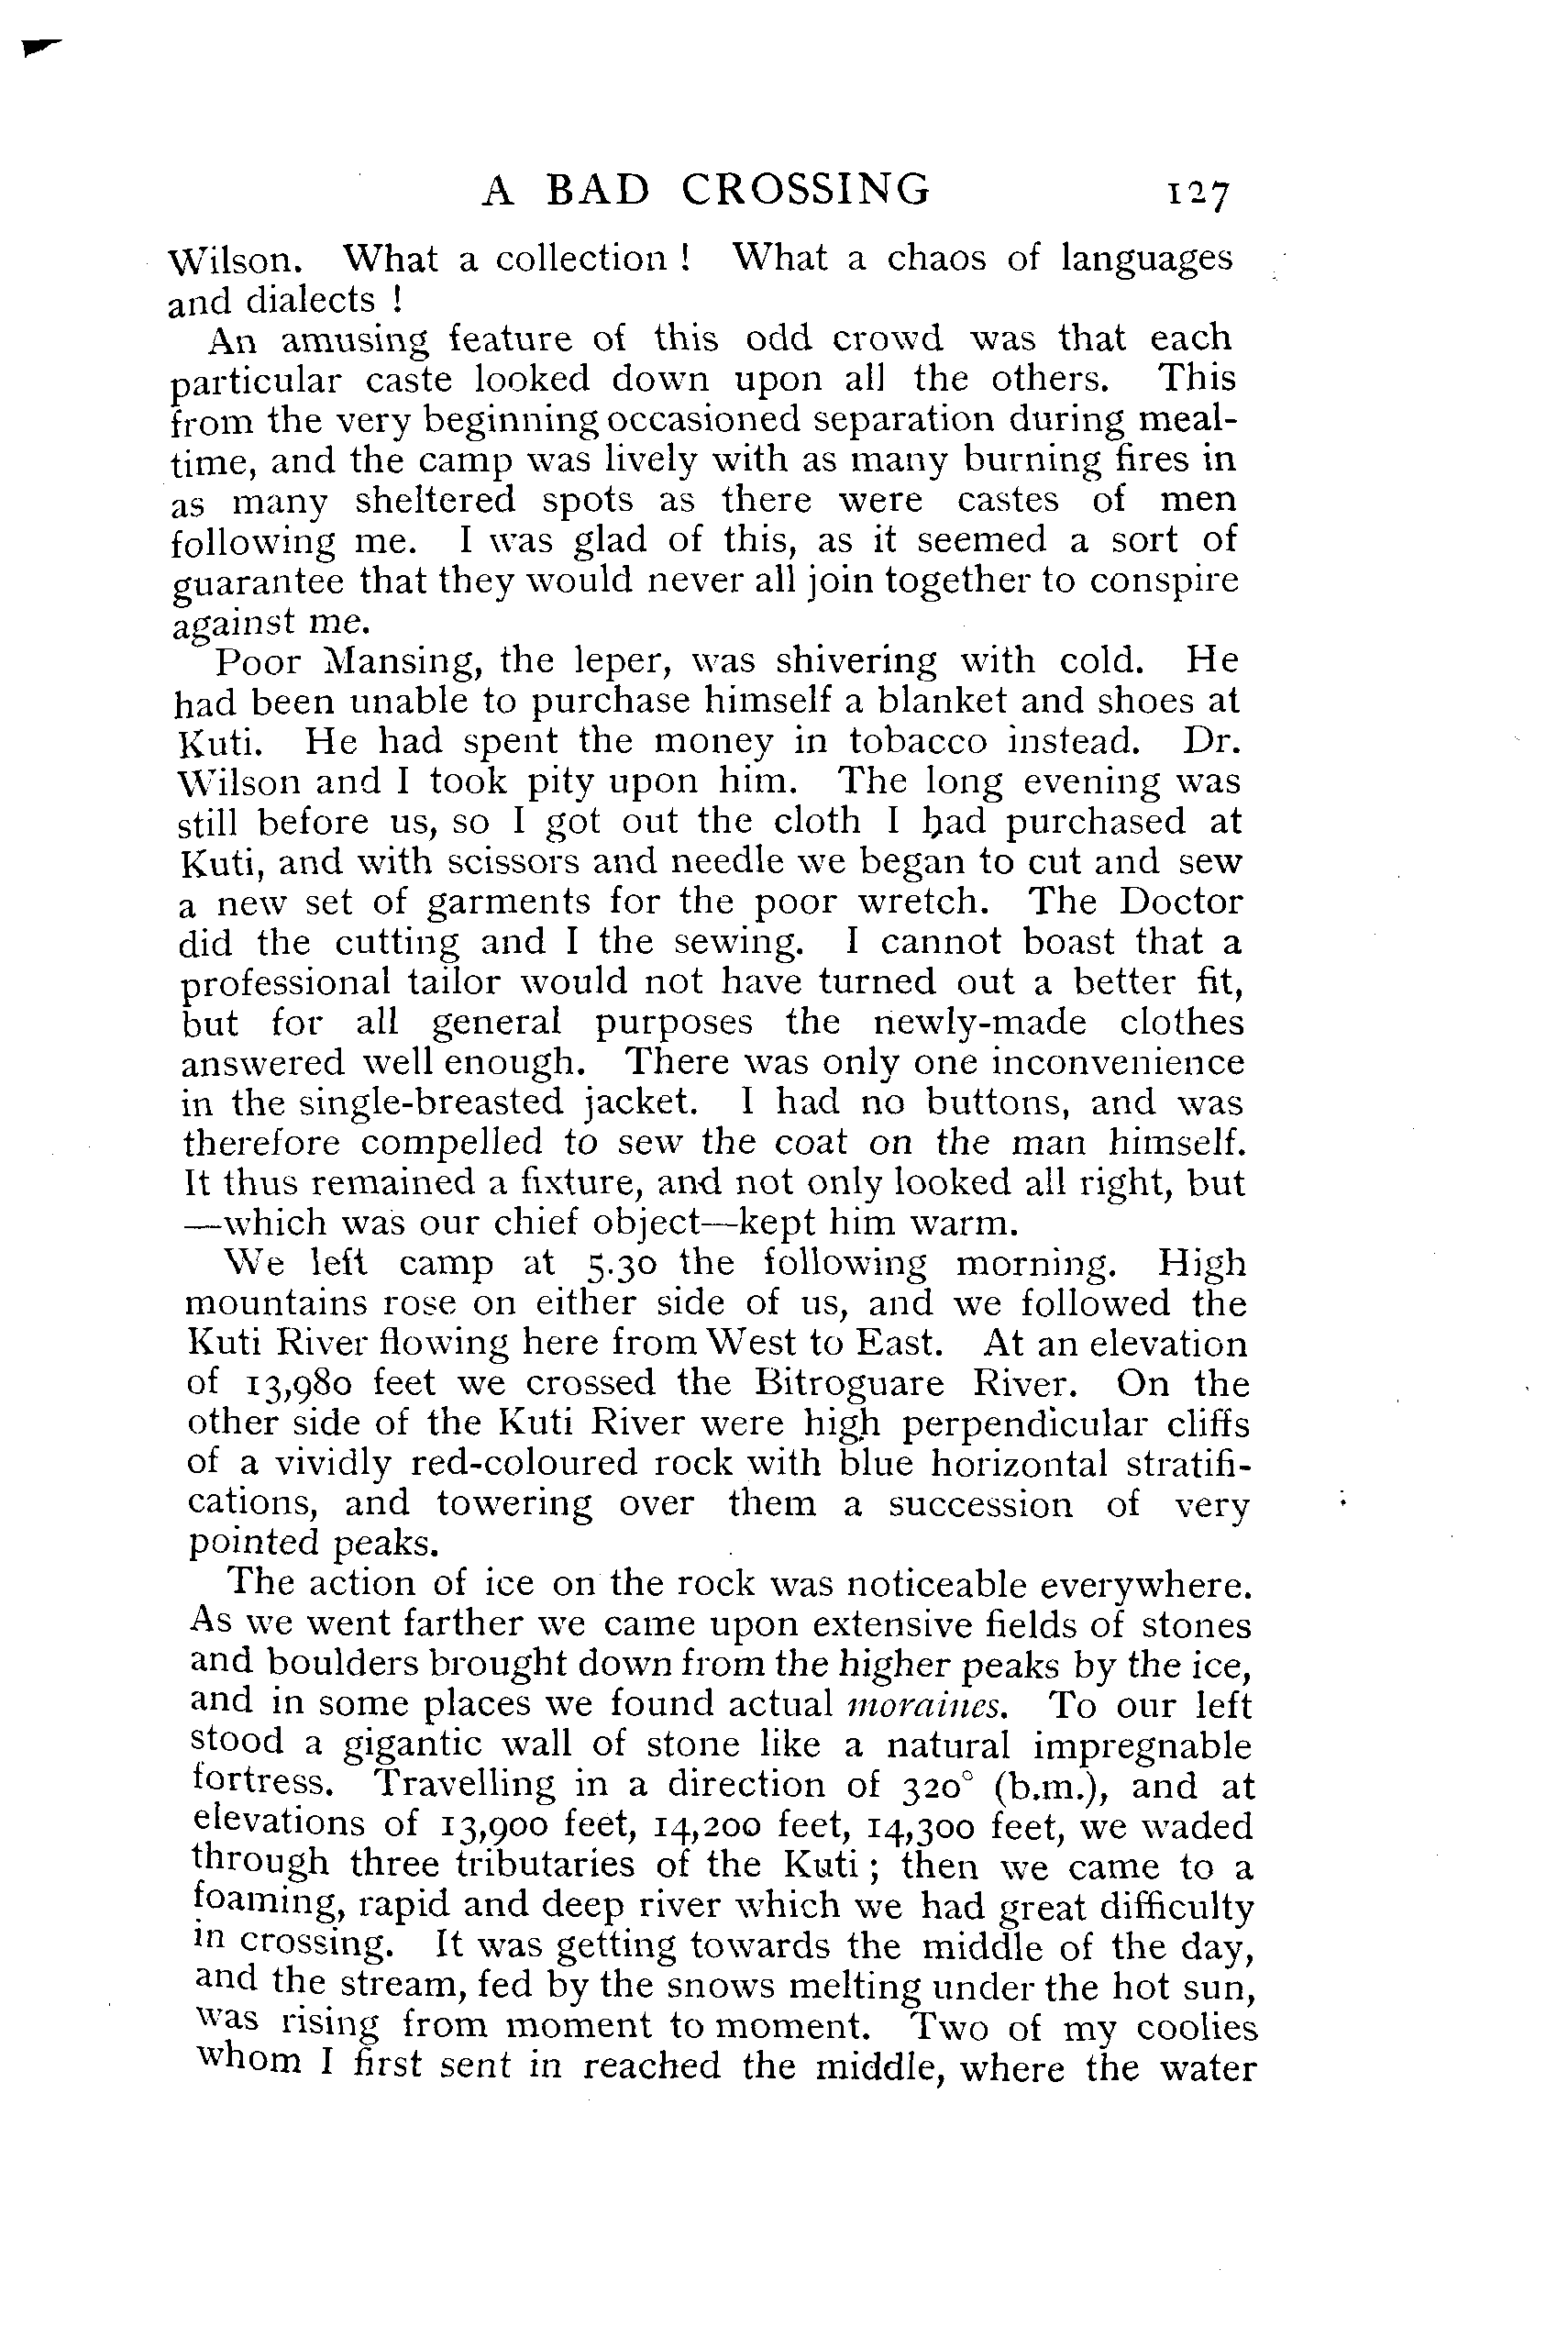 A BAD CROSSING 127
Wilson. What a collection ! What a chaos of languages
and dialects !
An amusing feature of this odd crowd was that each
particular caste looked down upon all the others. This
from the very beginning occasioned separation during meal-
time, and the camp was lively with as many burning fires in
as many sheltered spots as there were castes of men
following me. I was glad of this, as it seemed a sort of
guarantee that they would never all join together to conspire
against me.
Poor Mansing, the leper, was shivering with cold. He
had been unable to purchase himself a blanket and shoes at
Kuti. He had spent the money in tobacco instead. Dr.
Wilson and I took pity upon him. The long evening was
still before us, so I got out the cloth I had purchased at
Kuti, and with scissors and needle we began to cut and sew
a new set of garments for the poor wretch. The Doctor
did the cutting and I the sewing. I cannot boast that a
professional tailor would not have turned out a better fit,
but for all general purposes the newly-made clothes
answered well enough. There was only one inconvenience
in the single-breasted jacket. I had no buttons, and was
therefore compelled to sew the coat on the man himself.
It thus remained a fixture, and not only looked all right, but
—which was our chief object—kept him warm.
We left camp at 5.30 the following morning. High
mountains rose on either side of us, and we followed the
Kuti River flowing here from West to East. At an elevation
of 13,980 feet we crossed the Bitroguare River. On the
other side of the Kuti River were high perpendicular cliffs
of a vividly red-coloured rock with blue horizontal stratifi-
cations, and towering over them a succession of very
pointed peaks.
The action of ice on the rock was noticeable everywhere.
As we went farther we came upon extensive fields of stones
and boulders brought down from the higher peaks by the ice,
and in some places we found actual moraines. To our left
stood a gigantic wall of stone like a natural impregnable
fortress. Travelling in a direction of 320° (b.m.), and at
elevations of 13,900 feet, 14,200 feet, 14,300 feet, we waded
through three tributaries of the Kuti ; then we came to a
foaming, rapid and deep river which we had great difficulty
in crossing. It was getting towards the middle of the day,
and the stream, fed by the snows melting under the hot sun,
was rising from moment to moment. Two of my coolies
whom I first sent in reached the middle, where the water